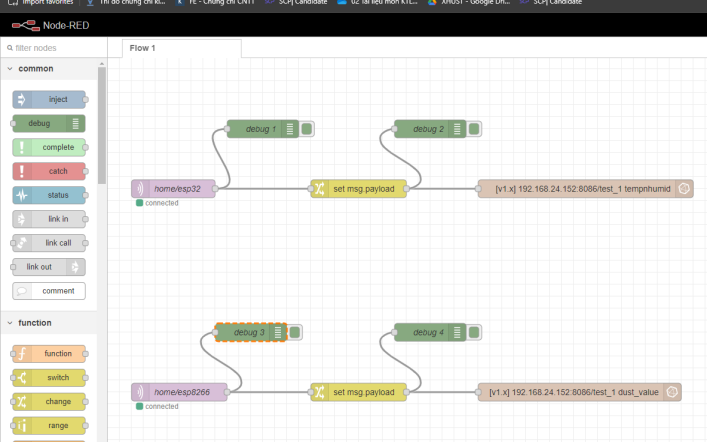 Import favorites
Thi do chứng chỉ ki...
FE - Chứng chỉ CNTT
SCPJ Candidate
02 Tài liệu môn KTL...
XHUST - Google Dri...
SCPJ Candidate
Node-RED
filter nodes
Flow 1
common
inject
debug
complete
catch
status
link in
link call
link out
comment
function
function
switch
change
range
debug 1
debug 2
home/esp32
connected
set msg.payload
[v1.x] 192.168.24.152:8086/test_1 tempnhumid
debug 3
debug 4
home/esp8266
connected
set msg.payload
[v1.x] 192.168.24.152:8086/test_1 dust_value